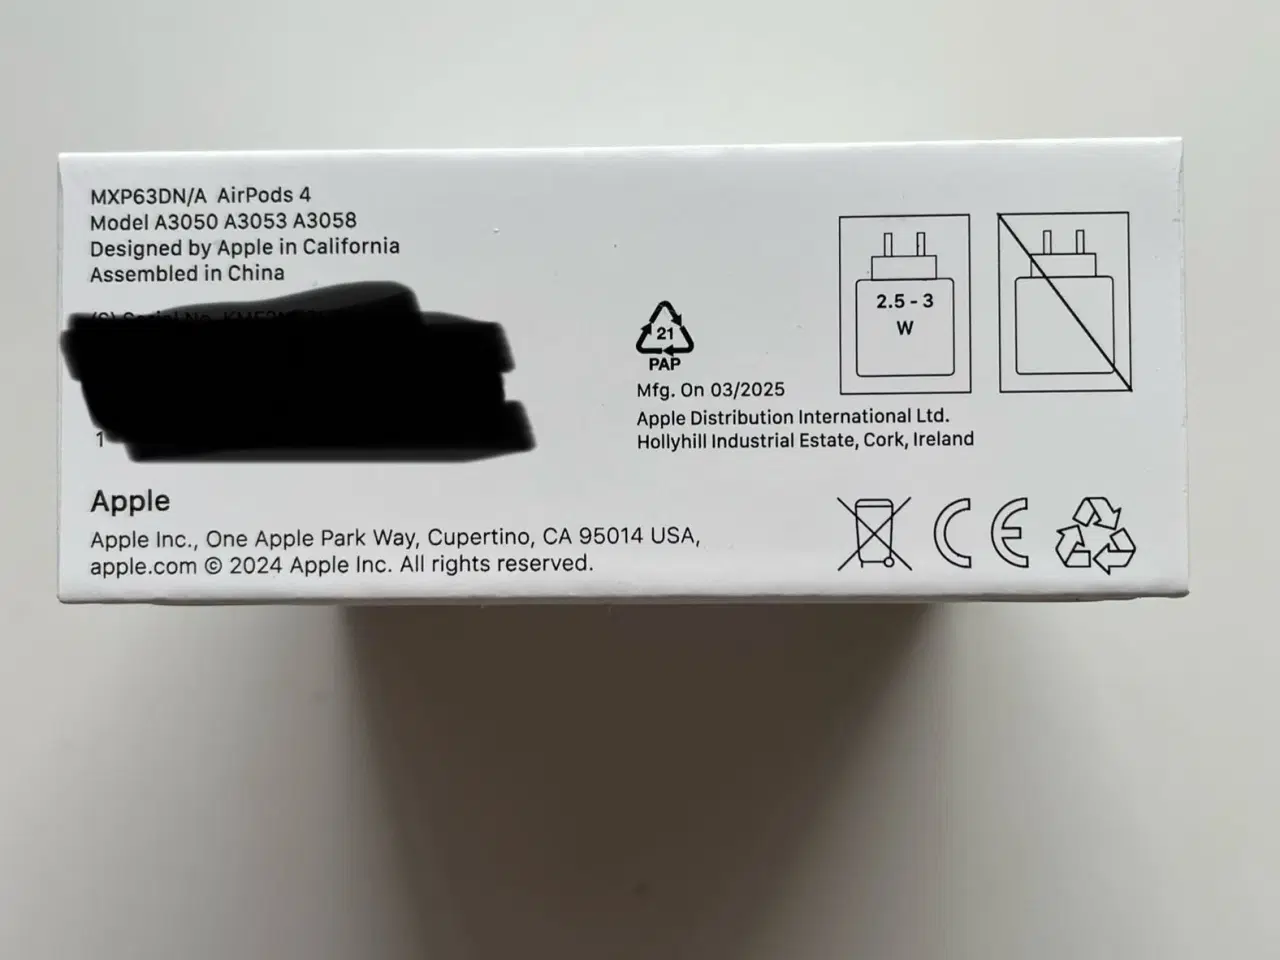 MXP63DN/A AirPods 4
Model A3050 A3053 A3058
Designed by Apple in California
Assembled in China
(S) Serial No.
1
21
PAP
Mfg. On 03/2025
Apple Distribution International Ltd.
Hollyhill Industrial Estate, Cork, Ireland
2.5 - 3
W
Apple
Apple Inc., One Apple Park Way, Cupertino, CA 95014 USA,
apple.com © 2024 Apple Inc. All rights reserved.
CE